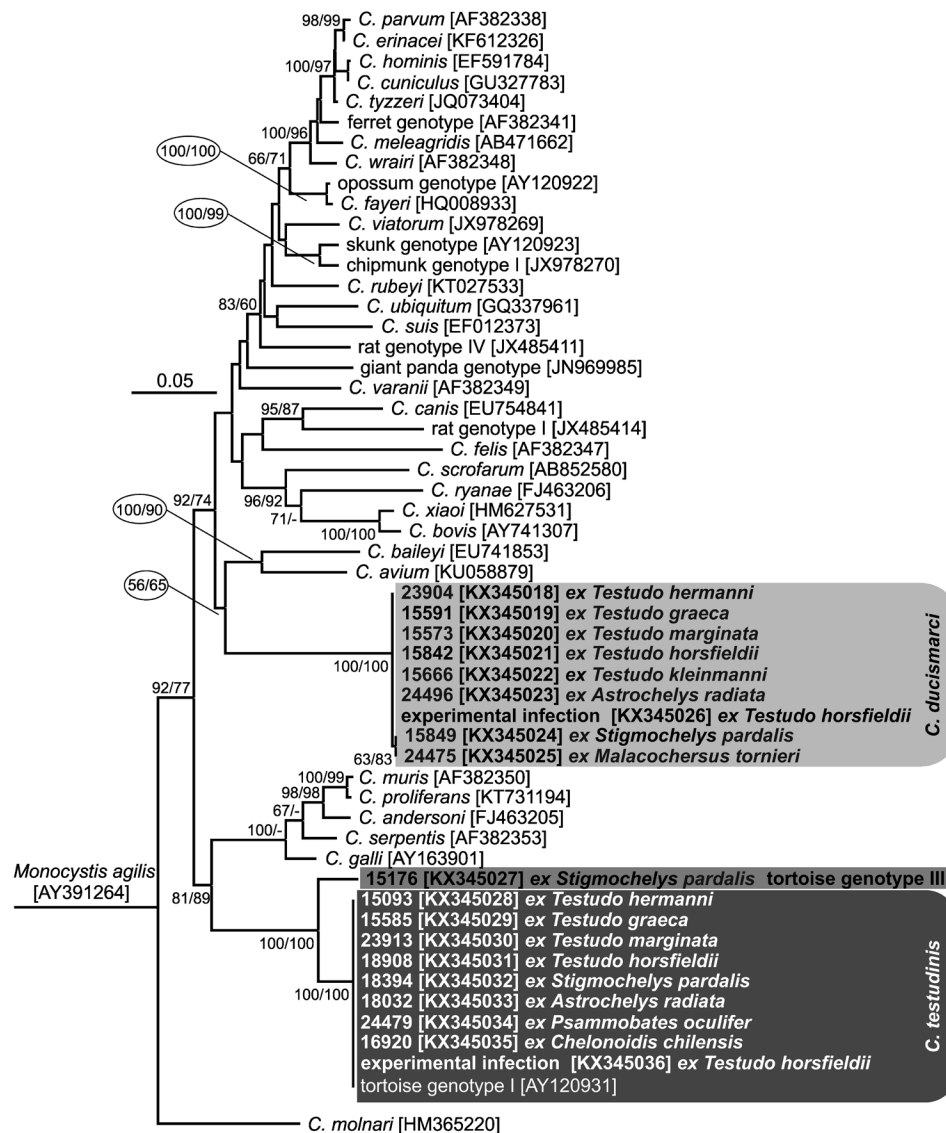 98/99
C. parvum [AF382338]
C. erinacei [KF612326]
C. hominis [EF591784]
100/97
C. cuniculus [GU327783]
C. tyzzeri [JQ073404]
ferret genotype [AF382341]
100/96
C. meleagridis [AB471662]
100/100
66/71
C. wrairi [AF382348]
opossum genotype [AY120922]
C. fayeri [HQ008933]
100/99
C. viatorum [JX978269]
skunk genotype [AY120923]
chipmunk genotype I [JX978270]
C. rubeyi [KT027533]
83/60
C. ubiquitum [GQ337961]
C. suis [EF012373]
rat genotype IV [JX485411]
giant panda genotype [JN969985]
0.05
C. varanii [AF382349]
95/87
C. canis [EU754841]
rat genotype I [JX485414]
C. felis [AF382347]
C. scrofarum [AB852580]
92/74
96/92
C. ryanae [FJ463206]
100/90
71/-
C. xiaoi [HM627531]
100/100
C. bovis [AY741307]
C. baileyi [EU741853]
56/65
C. avium [KU058879]
23904 [KX345018] ex Testudo hermanni
15591 [KX345019] ex Testudo graeca
15573 [KX345020] ex Testudo marginata
15842 [KX345021] ex Testudo horsfieldii
100/100
15666 [KX345022] ex Testudo kleinmanni
24496 [KX345023] ex Astrochelys radiata
92/77
experimental infection [KX345026] ex Testudo horsfieldii
15849 [KX345024] ex Stigmochelys pardalis
63/83
24475 [KX345025] ex Malacochersus tornieri
C. ducismarci
100/99
C. muris [AF382350]
98/98
C. proliferans [KT731194]
67/-
C. andersoni [FJ463205]
100/-
C. serpentis [AF382353]
C. galli [AY163901]
Monocystis agilis
[AY391264]
81/89
15176 [KX345027] ex Stigmochelys pardalis tortoise genotype III
15093 [KX345028] ex Testudo hermanni
15585 [KX345029] ex Testudo graeca
100/100
23913 [KX345030] ex Testudo marginata
18908 [KX345031] ex Testudo horsfieldii
100/100
18394 [KX345032] ex Stigmochelys pardalis
18032 [KX345033] ex Astrochelys radiata
24479 [KX345034] ex Psammobates oculifer
16920 [KX345035] ex Chelonoidis chilensis
experimental infection [KX345036] ex Testudo horsfieldii
tortoise genotype I [AY120931]
C. testudinis
C. molnari [HM365220]